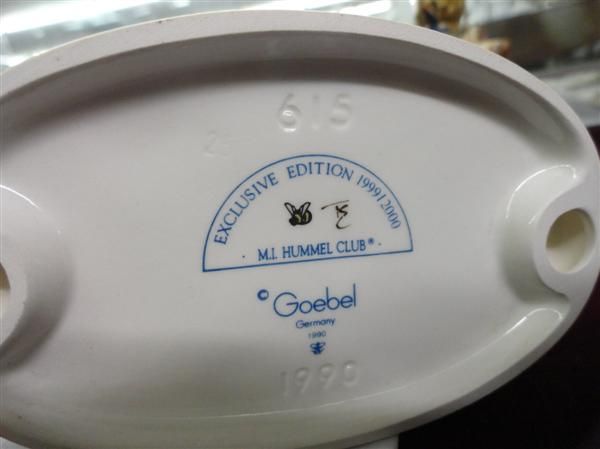 615
EXCLUSIVE EDITION 1999/2000
· M.I. HUMMEL CLUB® ·
© Goebel
Germany
1990
1990